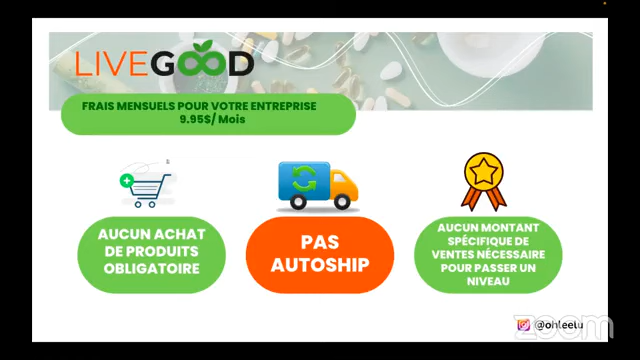 LIVEGOOD
FRAIS MENSUELS POUR VOTRE ENTREPRISE
9.95$/ Mois
AUCUN ACHAT
DE PRODUITS
OBLIGATOIRE
PAS
AUTOSHIP
AUCUN MONTANT
SPÉCIFIQUE DE
VENTES NÉCESSAIRE
POUR PASSER UN
NIVEAU
@ohleelu
zoom